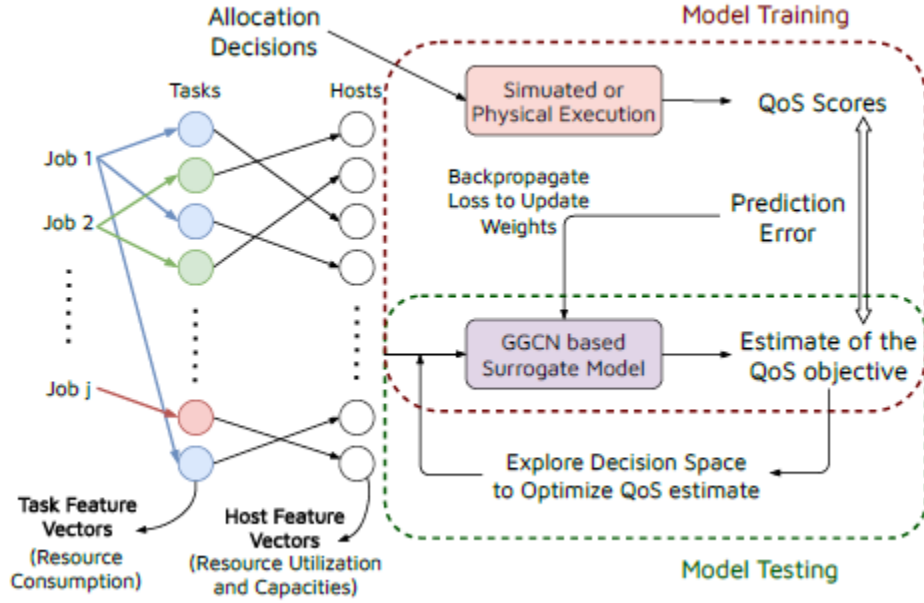 Allocation
Decisions
Model Training
Tasks
Hosts
Simuated or
Physical Execution
QoS Scores
Job 1
Job 2
Backpropagate
Loss to Update
Weights
Prediction
Error
GGCN based
Surrogate Model
Estimate of the
QoS objective
Job j
Explore Decision Space
to Optimize QoS estimate
Task Feature
Vectors
(Resource
Consumption)
Host Feature
Vectors
(Resource Utilization
and Capacities)
Model Testing